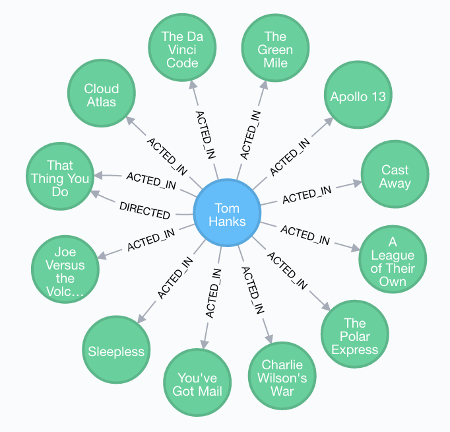 The Da
Vinci
Code
The
Green
Mile
Cloud
Atlas
Apollo 13
ACTED_IN
ACTED_IN
ACTED_IN
ACTED_IN
That
Thing You
Do
ACTED_IN
ACTED_IN
Cast
Away
DIRECTED
Tom
Hanks
Joe
Versus
the
Volc...
ACTED_IN
ACTED_IN
A
League
of Their
Own
ACTED_IN
ACTED_IN
ACTED_IN
ACTED_IN
Sleepless
The
Polar
Express
You've
Got Mail
Charlie
Wilson's
War